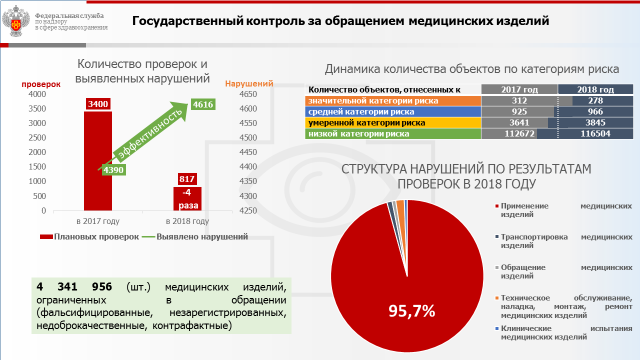 Федеральная служба
по надзору
в сфере здравоохранения
Государственный контроль за обращением медицинских изделий
Количество проверок и
выявленных нарушений
проверок
Нарушений
4000
3500
3000
2500
2000
1500
1000
500
0
4650
4600
4550
4500
4450
4400
4350
4300
4250
3400
4616
эффективность
4390
817
-4
раза
в 2017 году
в 2018 году
Плановых проверок
Выявлено нарушений
4 341 956 (шт.) медицинских изделий,
ограниченных в обращении
(фальсифицированные, незарегистрированных,
недоброкачественные, контрафактные)
Динамика количества объектов по категориям риска
Количество объектов, отнесенных к 2017 год 2018 год
значительной категории риска 312 278
средней категории риска 925 966
умеренной категории риска 3641 3845
низкой категории риска 112672 116504
СТРУКТУРА НАРУШЕНИЙ ПО РЕЗУЛЬТАТАМ
ПРОВЕРОК В 2018 ГОДУ
95,7%
Применение медицинских
изделий
Транспортировка медицинских
изделий
Обращение медицинских
изделий
Техническое обслуживание,
наладка, монтаж, ремонт
медицинских изделий
Клинические испытания
медицинских изделий